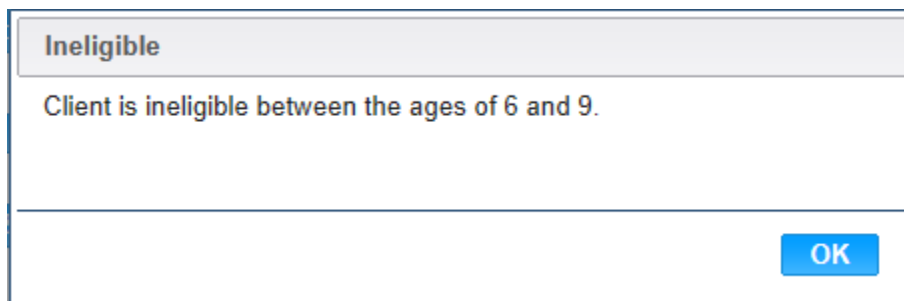 Ineligible
Client is ineligible between the ages of 6 and 9.
OK